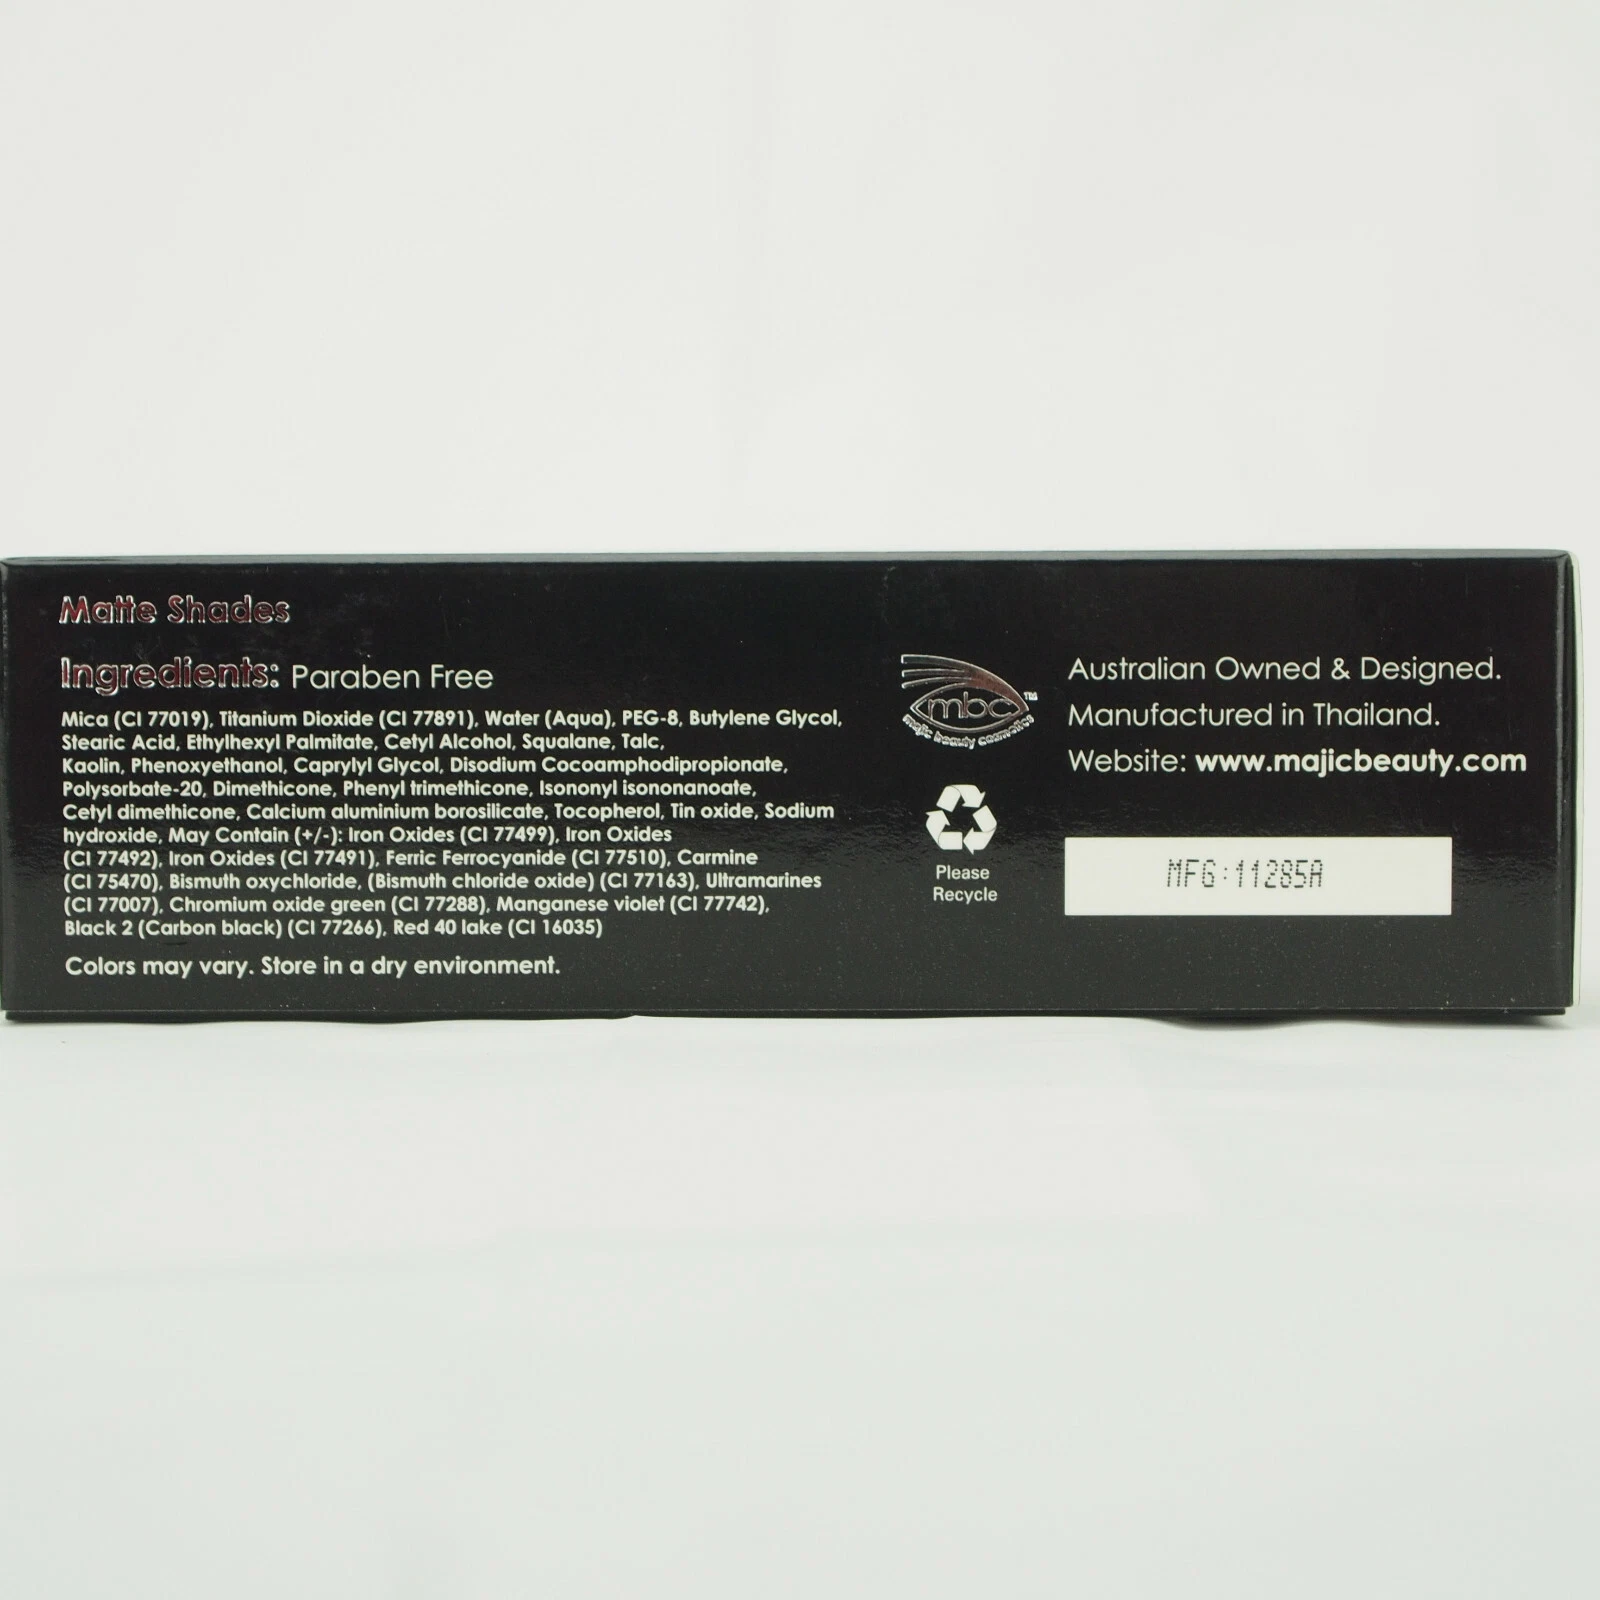 Matte Shades
Ingredients: Paraben Free
Mica (CI 77019), Titanium Dioxide (CI 77891), Water (Aqua), PEG-8, Butylene Glycol,
Stearic Acid, Ethylhexyl Palmitate, Cetyl Alcohol, Squalane, Talc,
Kaolin, Phenoxyethanol, Caprylyl Glycol, Disodium Cocoamphodipropionate,
Polysorbate-20, Dimethicone, Phenyl trimethicone, Isononyl isononanoate,
Cetyl dimethicone, Calcium aluminium borosilicate, Tocopherol, Tin oxide, Sodium
hydroxide, May Contain (+/-): Iron Oxides (CI 77499), Iron Oxides
(CI 77492), Iron Oxides (CI 77491), Ferric Ferrocyanide (CI 77510), Carmine
(CI 75470), Bismuth oxychloride, (Bismuth chloride oxide) (CI 77163), Ultramarines
(CI 77007), Chromium oxide green (CI 77288), Manganese violet (CI 77742),
Black 2 (Carbon black) (CI 77266), Red 40 lake (CI 16035)
Colors may vary. Store in a dry environment.
mbc™
majic beauty cosmetics
Please
Recycle
Australian Owned & Designed.
Manufactured in Thailand.
Website: www.majicbeauty.com
MFG:11285A